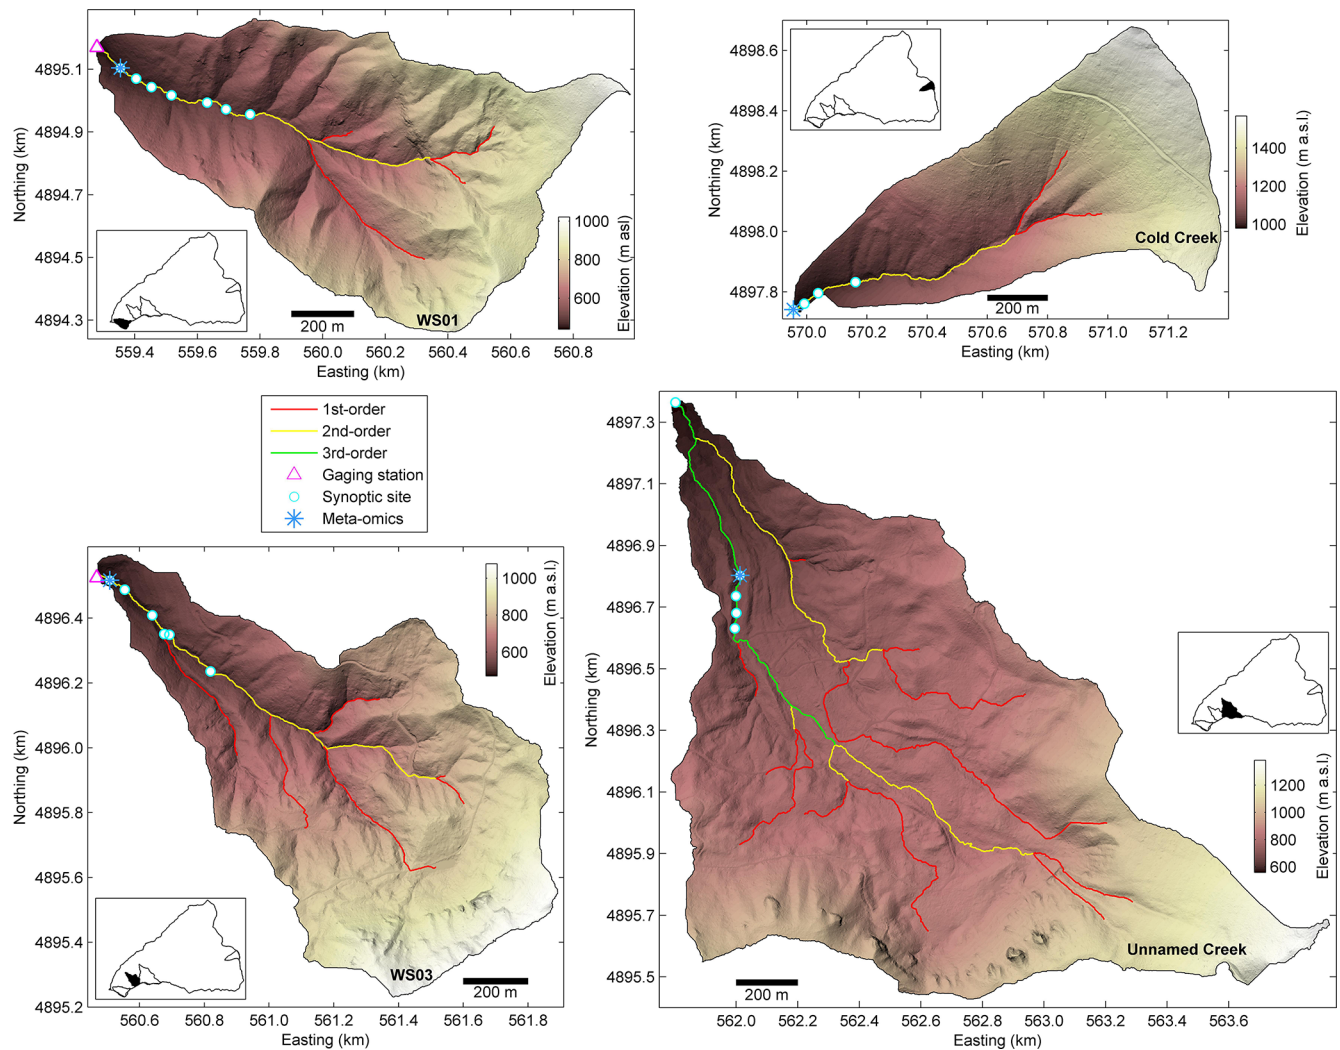 4895.1
4894.9
4894.7
4894.5
4894.3
Northing (km)
559.4 559.6 559.8 560.0 560.2 560.4 560.6 560.8
Easting (km)
1000
800
600
Elevation (m asl)
200 m
WS01
4898.6
4898.4
4898.2
4898.0
4897.8
Northing (km)
570.0 570.2 570.4 570.6 570.8 571.0 571.2
Easting (km)
1400
1200
1000
Elevation (m a.s.l.)
Cold Creek
200 m
1st-order
2nd-order
3rd-order
Gaging station
Synoptic site
Meta-omics
4896.4
4896.2
4896.0
4895.8
4895.6
4895.4
4895.2
Northing (km)
560.6 560.8 561.0 561.2 561.4 561.6 561.8
Easting (km)
1000
800
600
Elevation (m a.s.l.)
WS03
200 m
4897.3
4897.1
4896.9
4896.7
4896.5
4896.3
4896.1
4895.9
4895.7
4895.5
Northing (km)
562.0 562.2 562.4 562.6 562.8 563.0 563.2 563.4 563.6
Easting (km)
1200
1000
800
600
Elevation (m a.s.l.)
Unnamed Creek
200 m